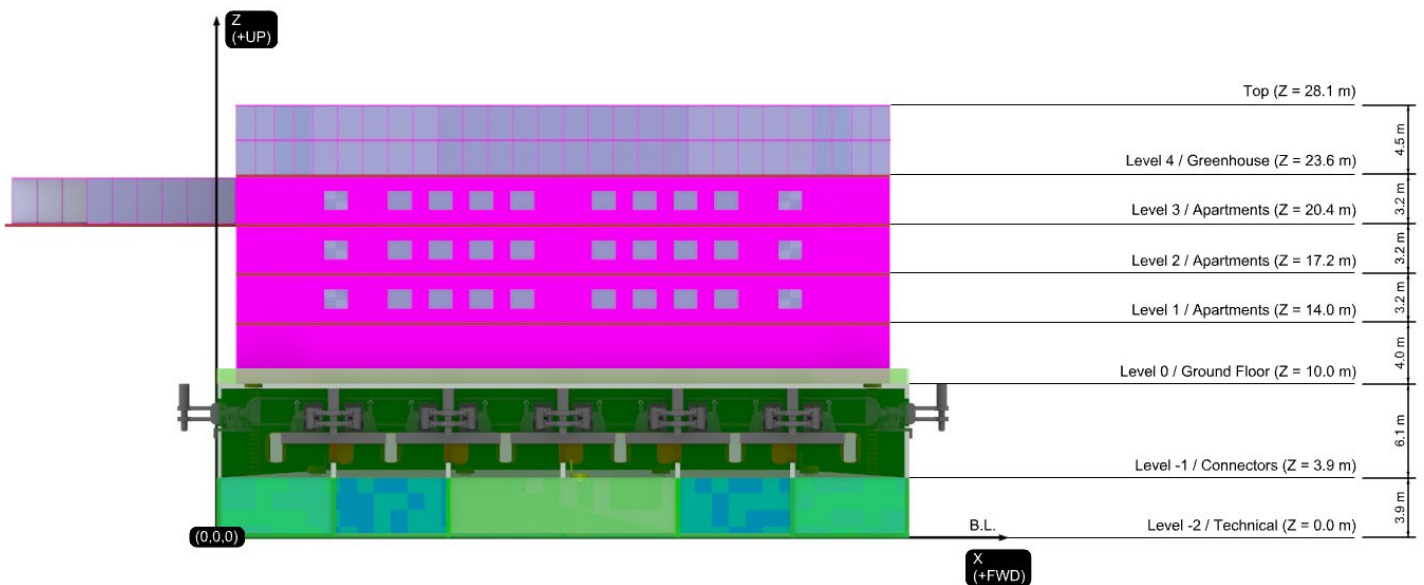 Z
(+UP)
Top (Z = 28.1 m)
4.5 m
Level 4 / Greenhouse (Z = 23.6 m)
3.2 m
Level 3 / Apartments (Z = 20.4 m)
3.2 m
Level 2 / Apartments (Z = 17.2 m)
3.2 m
Level 1 / Apartments (Z = 14.0 m)
4.0 m
Level 0 / Ground Floor (Z = 10.0 m)
6.1 m
Level -1 / Connectors (Z = 3.9 m)
3.9 m
B.L.
Level -2 / Technical (Z = 0.0 m)
(0,0,0)
X
(+FWD)